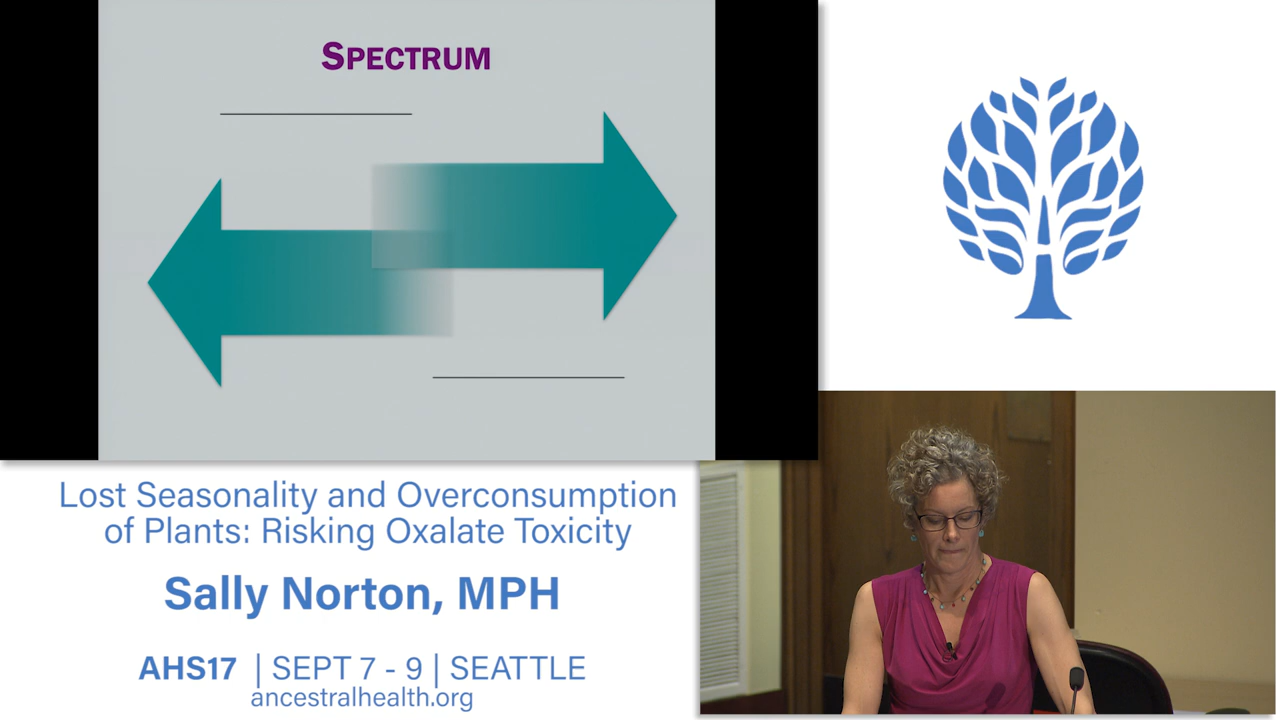 SPECTRUM
Lost Seasonality and Overconsumption
of Plants: Risking Oxalate Toxicity
Sally Norton, MPH
AHS17 | SEPT 7 - 9 | SEATTLE
ancestralhealth.org